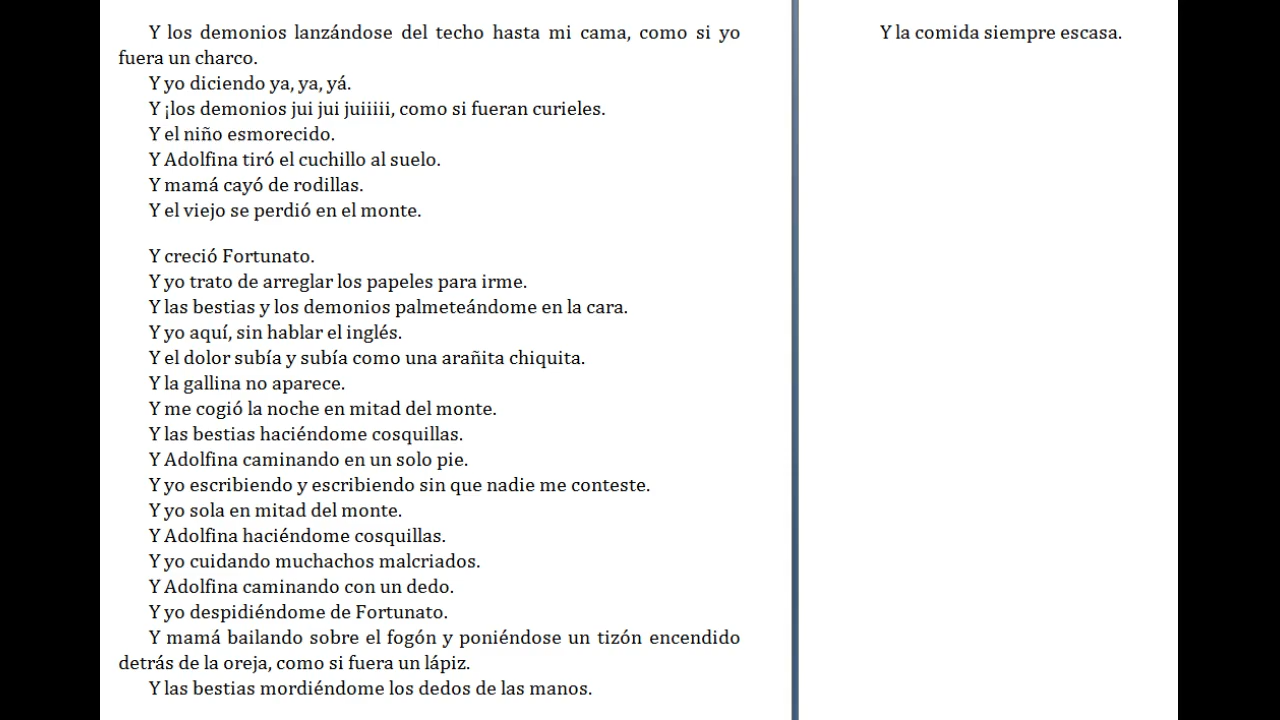 Y los demonios lanzándose del techo hasta mi cama, como si yo
fuera un charco.
Y yo diciendo ya, ya, yá.
Y ¡los demonios jui jui juiiiii, como si fueran curieles.
Y el niño esmorecido.
Y Adolfina tiró el cuchillo al suelo.
Y mamá cayó de rodillas.
Y el viejo se perdió en el monte.
Y creció Fortunato.
Y yo trato de arreglar los papeles para irme.
Y las bestias y los demonios palmeteándome en la cara.
Y yo aquí, sin hablar el inglés.
Y el dolor subía y subía como una arañita chiquita.
Y la gallina no aparece.
Y me cogió la noche en mitad del monte.
Y las bestias haciéndome cosquillas.
Y Adolfina caminando en un solo pie.
Y yo escribiendo y escribiendo sin que nadie me conteste.
Y yo sola en mitad del monte.
Y Adolfina haciéndome cosquillas.
Y yo cuidando muchachos malcriados.
Y Adolfina caminando con un dedo.
Y yo despidiéndome de Fortunato.
Y mamá bailando sobre el fogón y poniéndose un tizón encendido
detrás de la oreja, como si fuera un lápiz.
Y las bestias mordiéndome los dedos de las manos.
Y la comida siempre escasa.